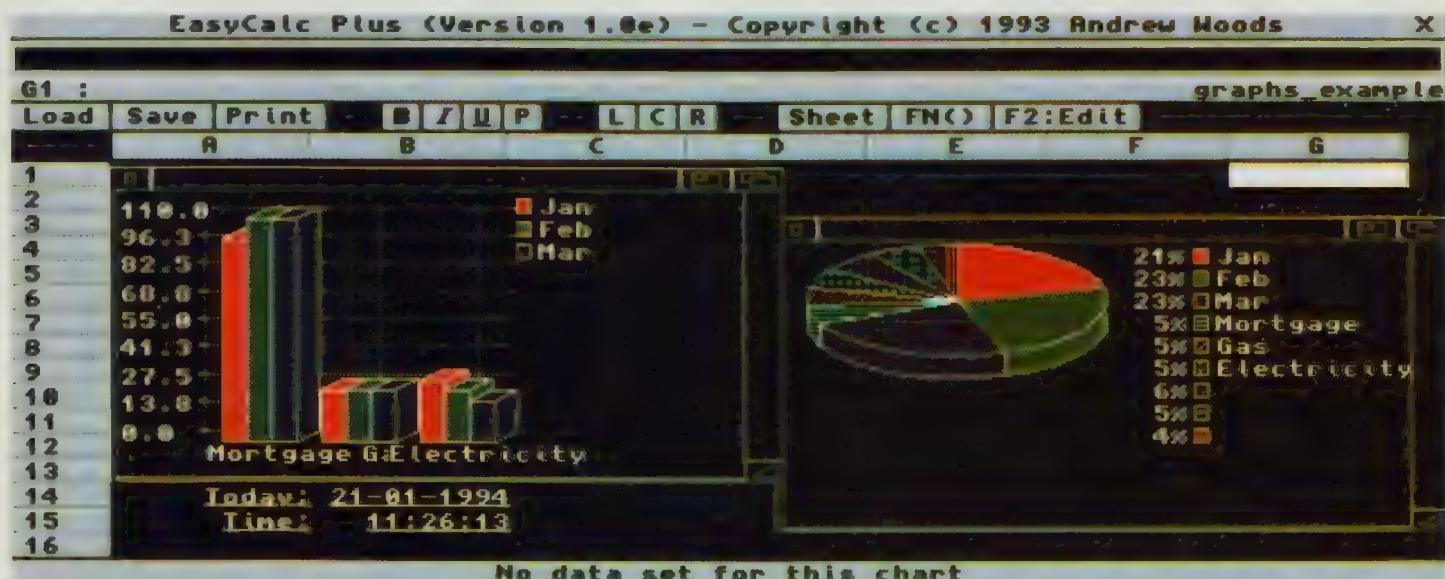 EasyCalc Plus (Version 1.0e) - Copyright (c) 1993 Andrew Woods X
G1 : graphs_example
Load Save Print B I U P L C R Sheet FN() F2:Edit
A B C D E F G
1
2
3
4
5
6
7
8
9
10
11
12
13
14
15
16
110.0
96.3
82.5
68.8
55.0
41.3
27.5
13.8
0.0
Jan
Feb
Mar
Mortgage Ga Electricity
21% Jan
23% Feb
23% Mar
5% Mortgage
5% Gas
5% Electricity
6%
5%
4%
Today: 21-01-1994
Time: 11:26:13
No data set for this chart